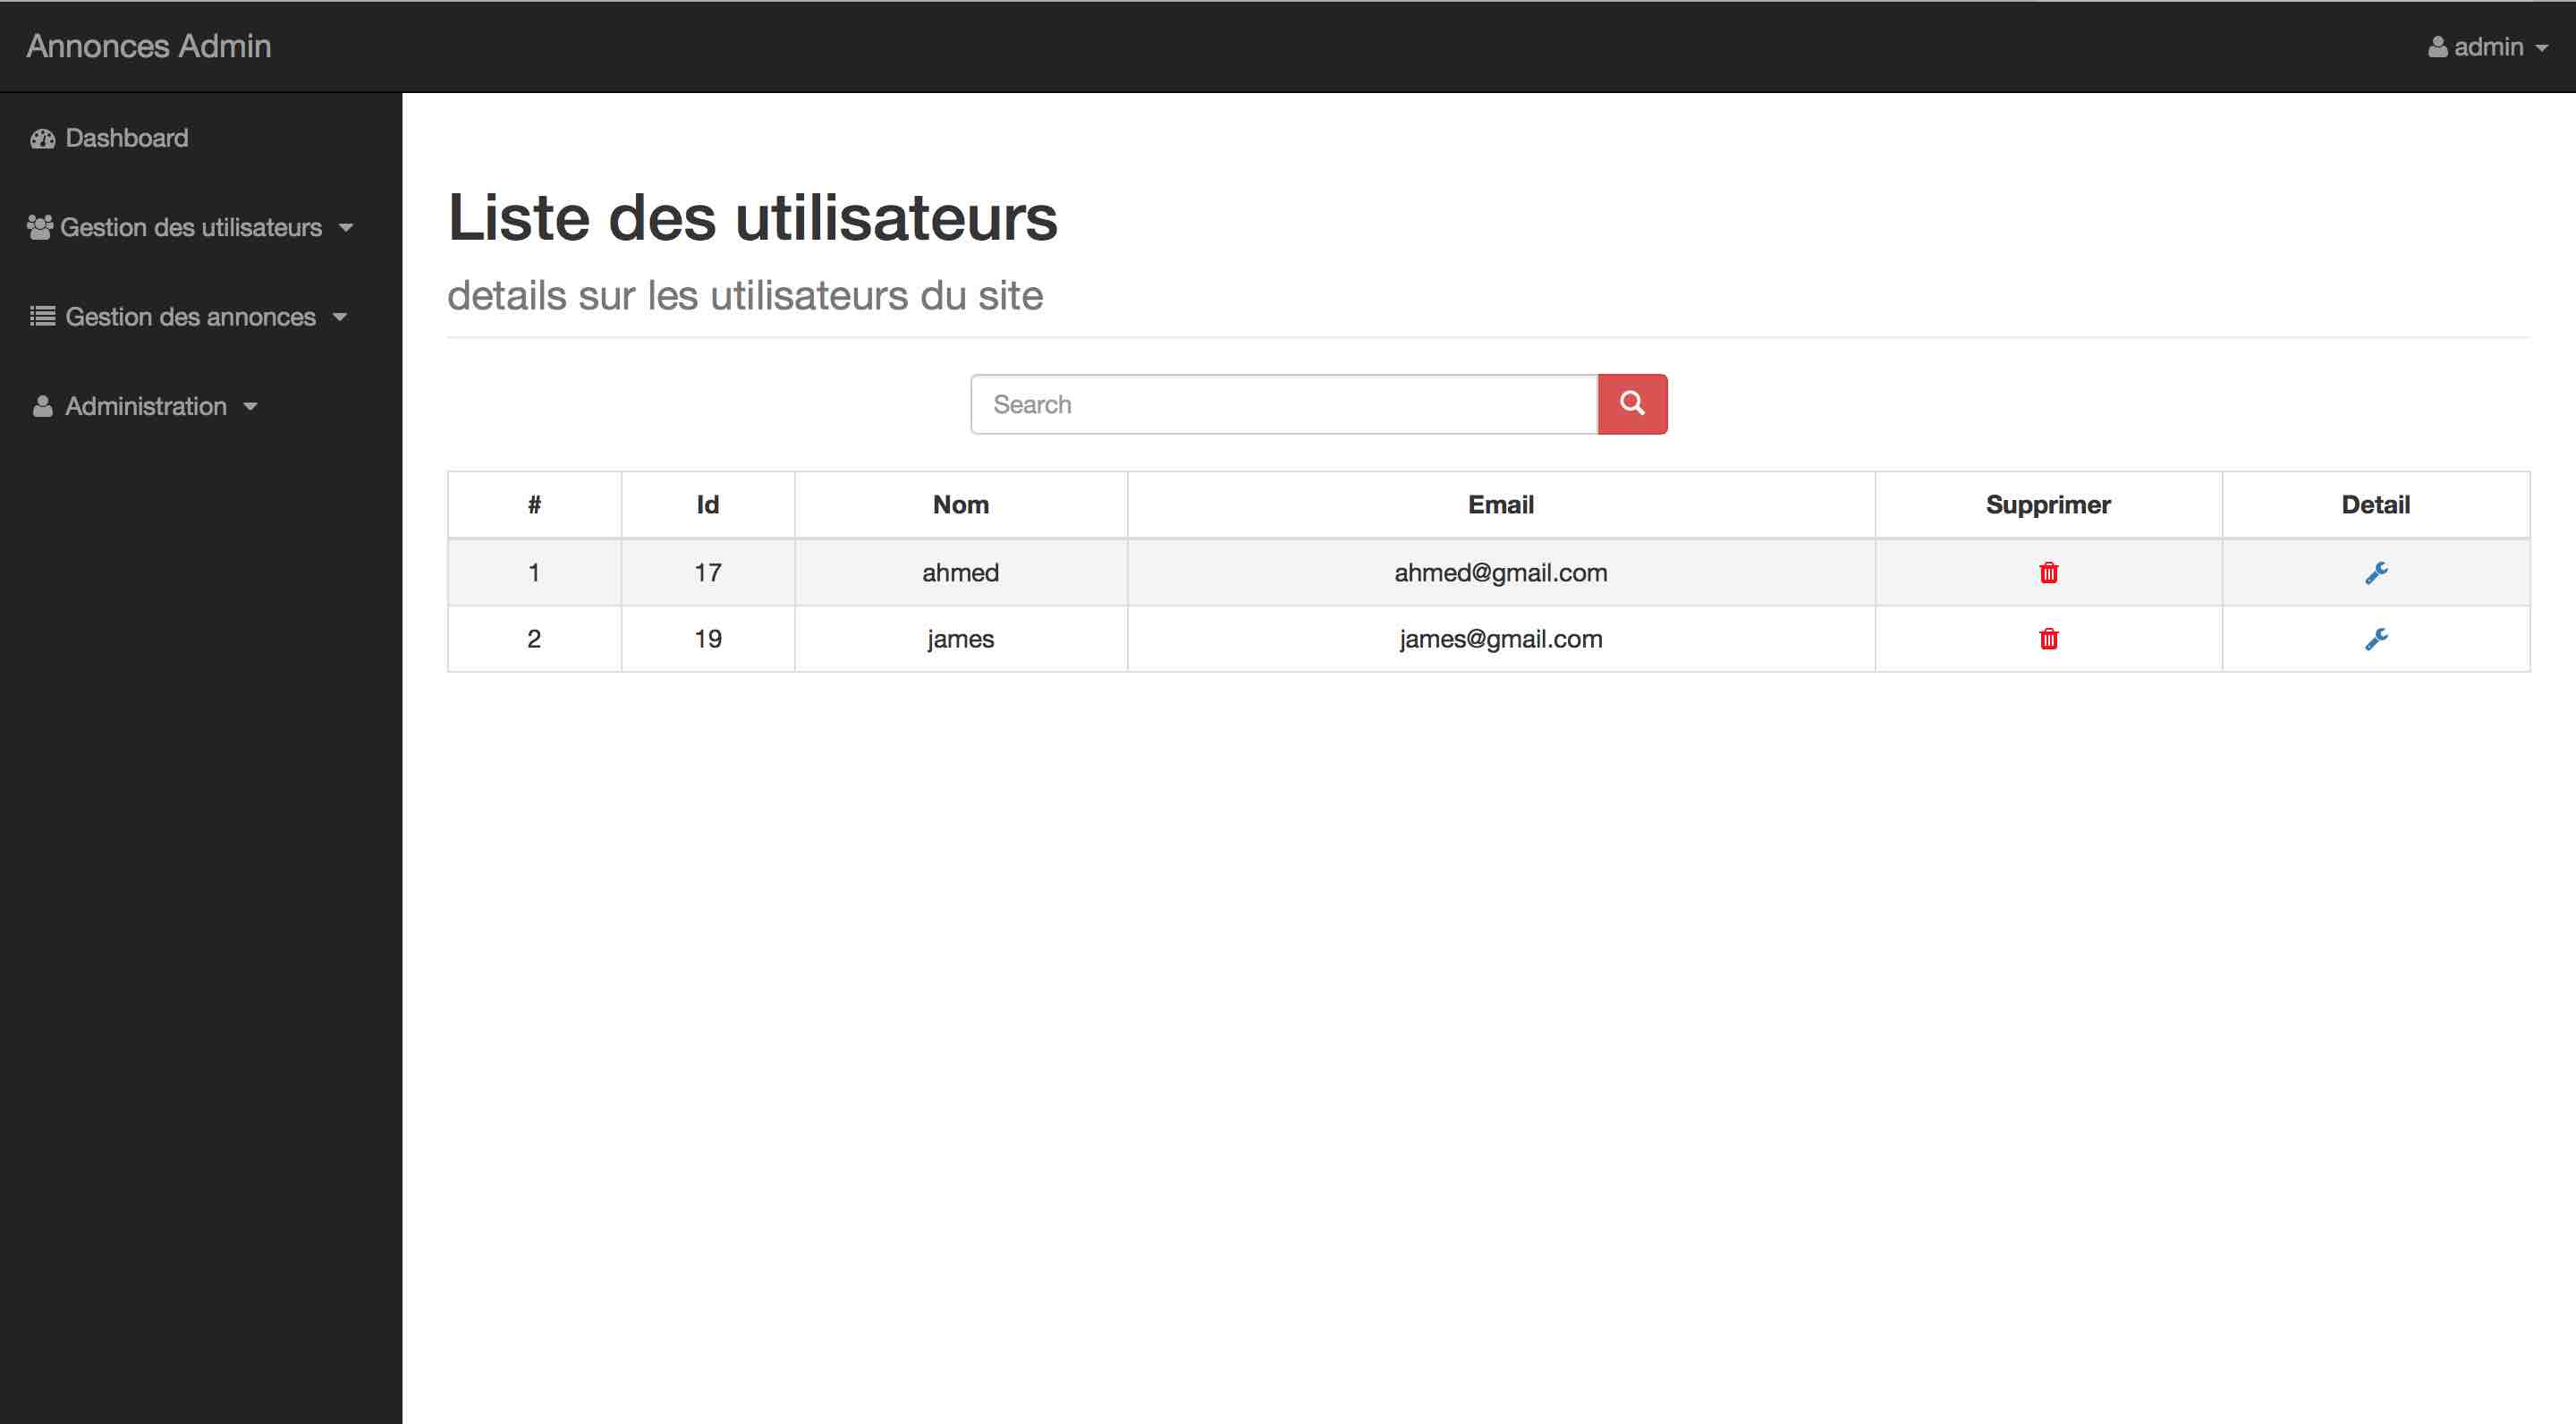 Annonces Admin
admin
Dashboard
Gestion des utilisateurs
Gestion des annonces
Administration
Liste des utilisateurs
details sur les utilisateurs du site
Search
# Id Nom Email Supprimer Detail
1 17 ahmed ahmed@gmail.com
2 19 james james@gmail.com